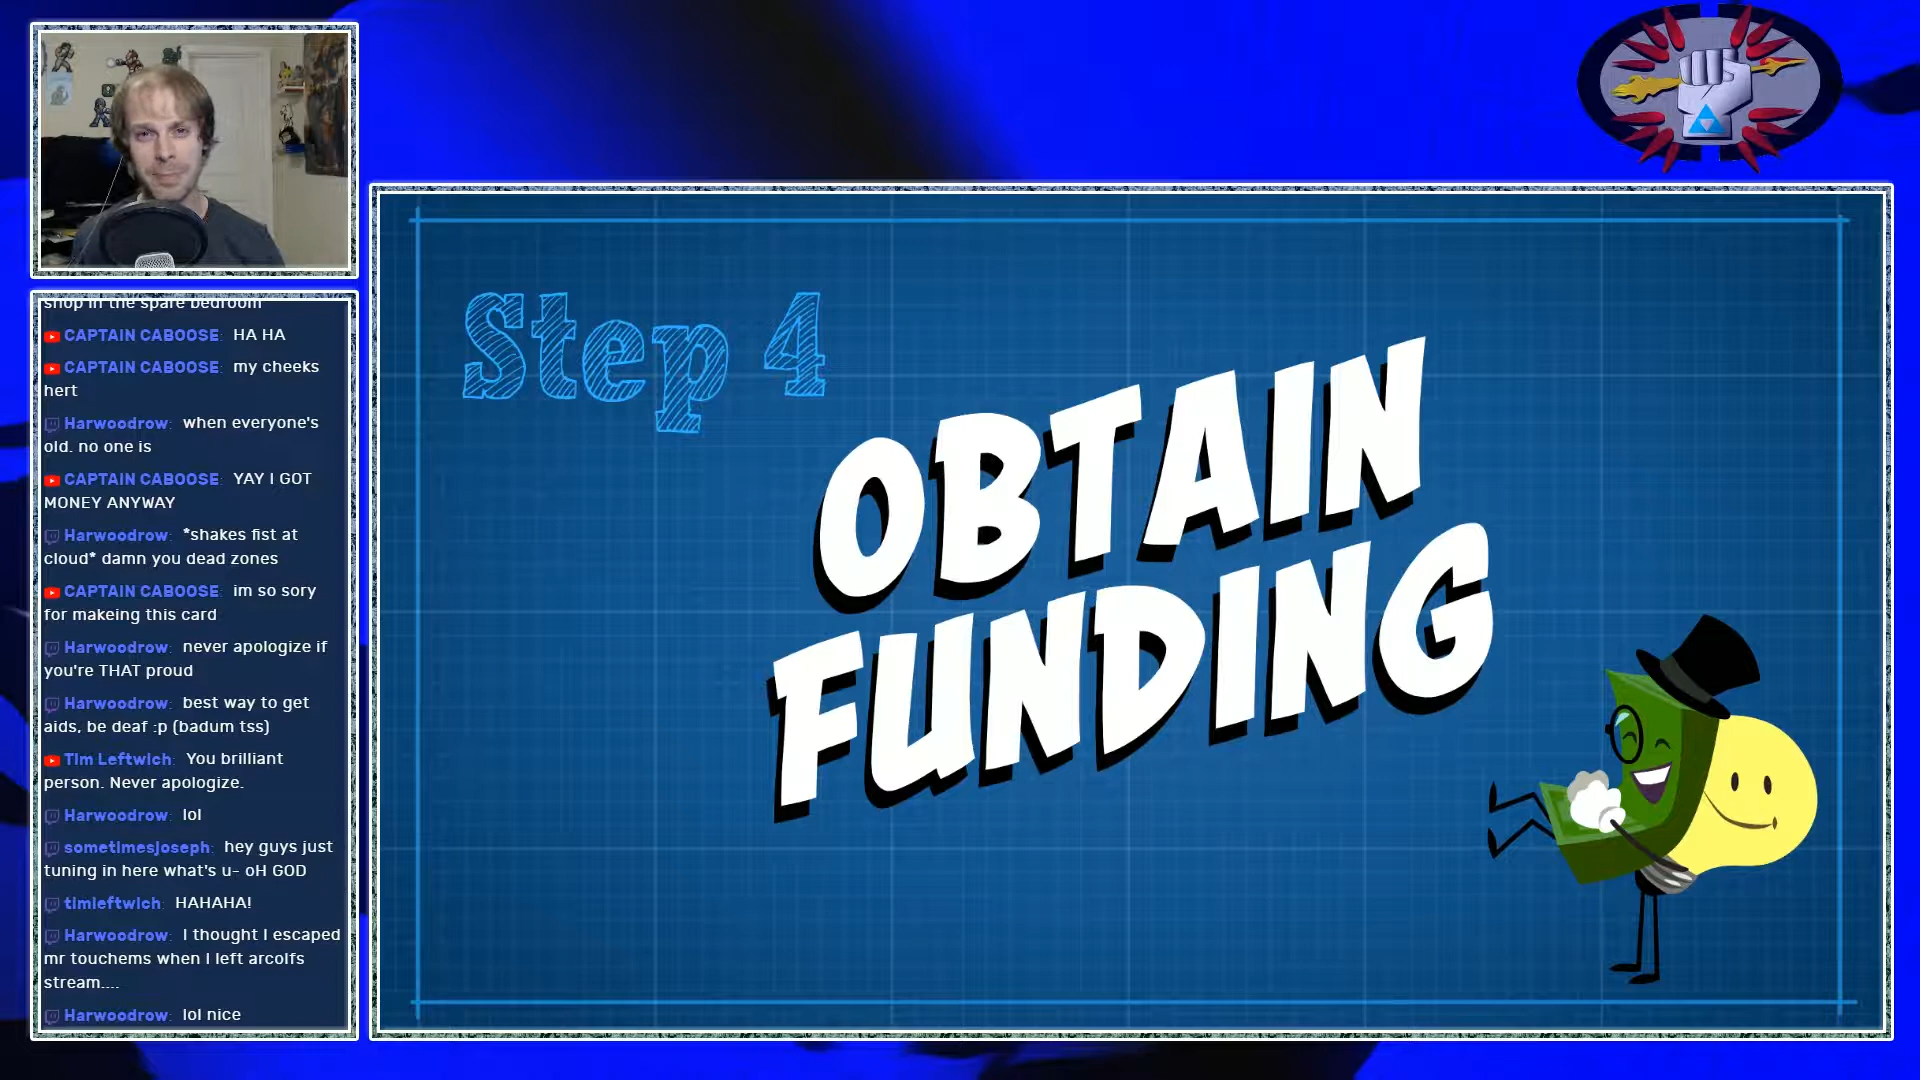 shop in the spare bedroom
CAPTAIN CABOOSE: HA HA
CAPTAIN CABOOSE: my cheeks
hert
Harwoodrow: when everyone's
old. no one is
CAPTAIN CABOOSE: YAY I GOT
MONEY ANYWAY
Harwoodrow: *shakes fist at
cloud* damn you dead zones
CAPTAIN CABOOSE: im so sory
for makeing this card
Harwoodrow: never apologize if
you're THAT proud
Harwoodrow: best way to get
aids, be deaf :p (badum tss)
Tim Leftwich: You brilliant
person. Never apologize.
Harwoodrow: lol
sometimesjoseph: hey guys just
tuning in here what's u- oH GOD
timleftwich: HAHAHA!
Harwoodrow: I thought I escaped
mr touchems when I left arcolfs
stream....
Harwoodrow: lol nice
Step 4
OBTAIN
FUNDING